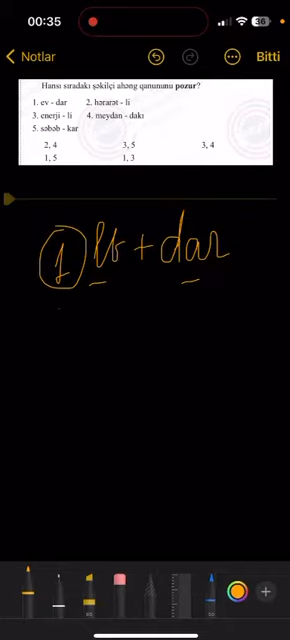 00:35
36
Notlar
Bitti
Hansı sıradakı şəkilçi ahəng qanununu pozur?
1. ev - dar 2. hərarət - li
3. enerji - li 4. meydan - dakı
5. səbəb - kar
2, 4 3, 5 3, 4
1, 5 1, 3
1 ev + dar